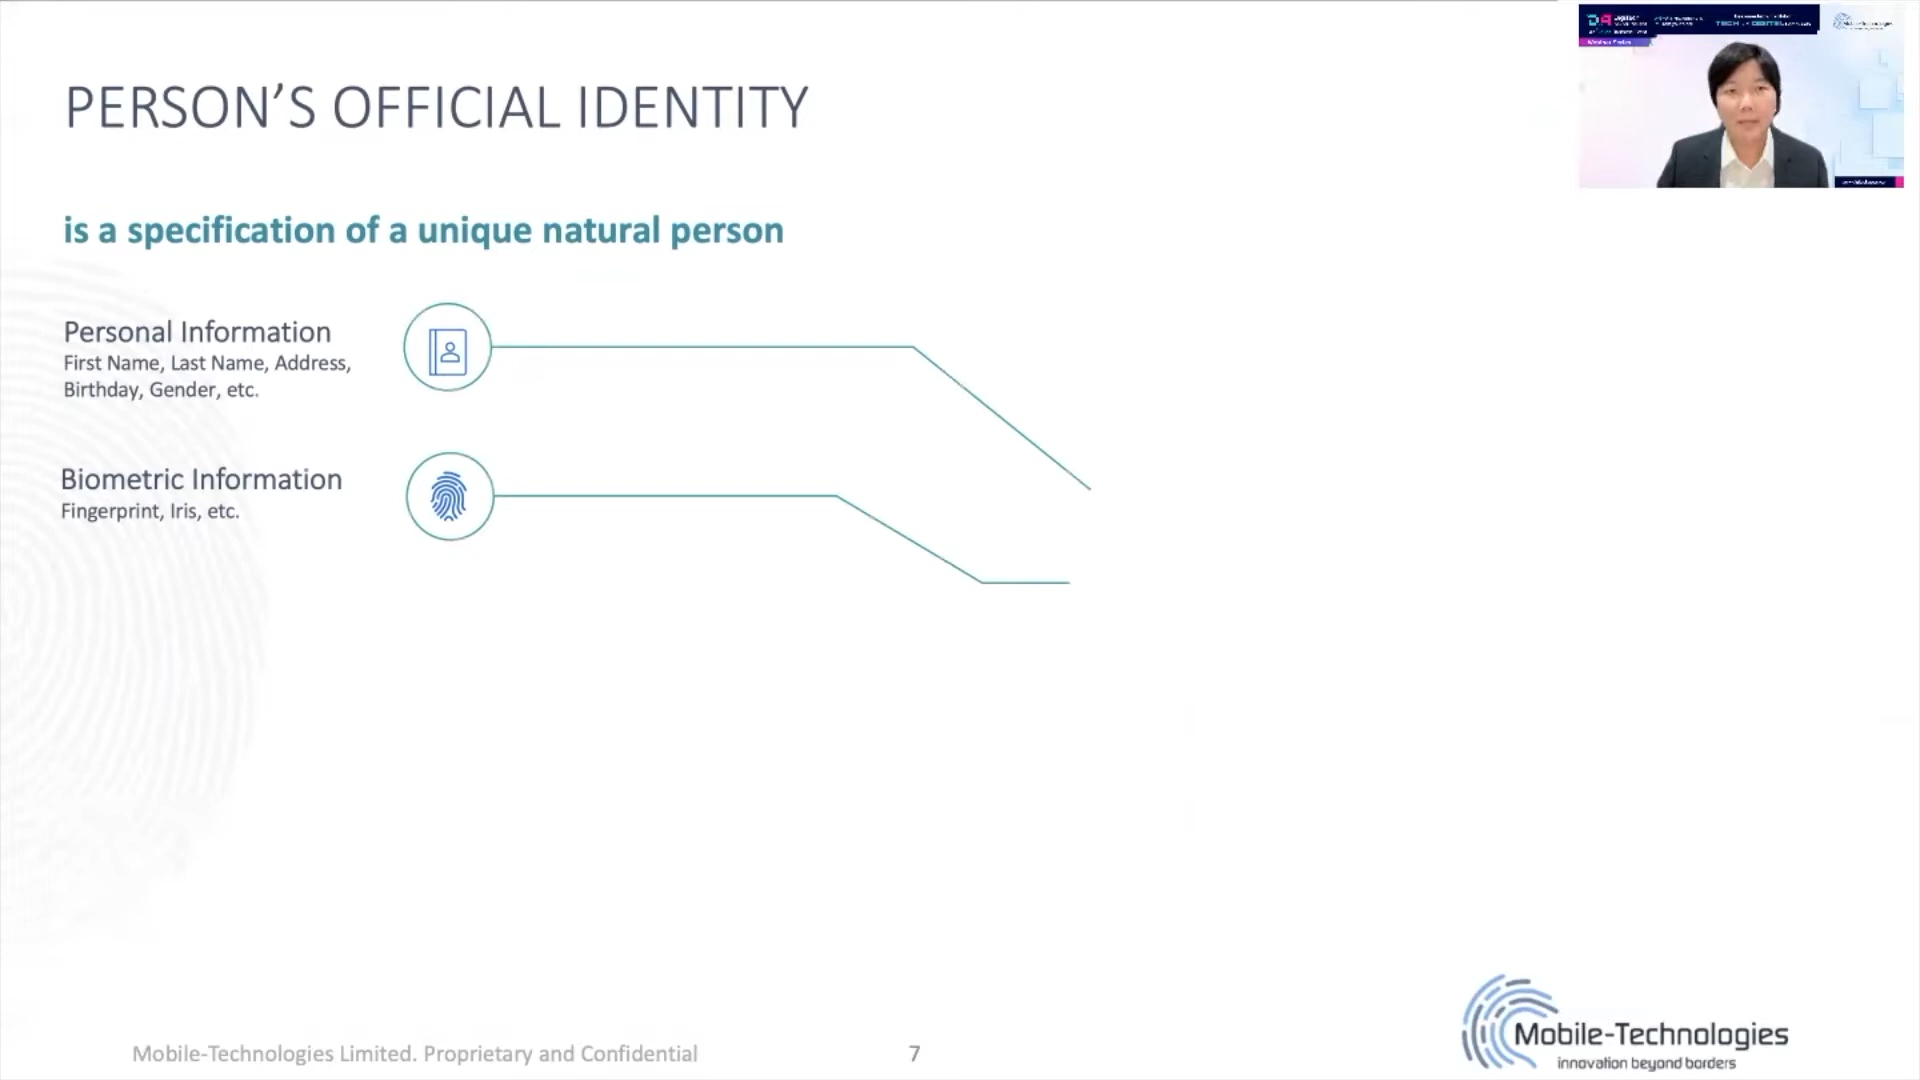 PERSON’S OFFICIAL IDENTITY
is a specification of a unique natural person
Personal Information
First Name, Last Name, Address,
Birthday, Gender, etc.
Biometric Information
Fingerprint, Iris, etc.
Mobile-Technologies Limited. Proprietary and Confidential
7
Mobile-Technologies
innovation beyond borders